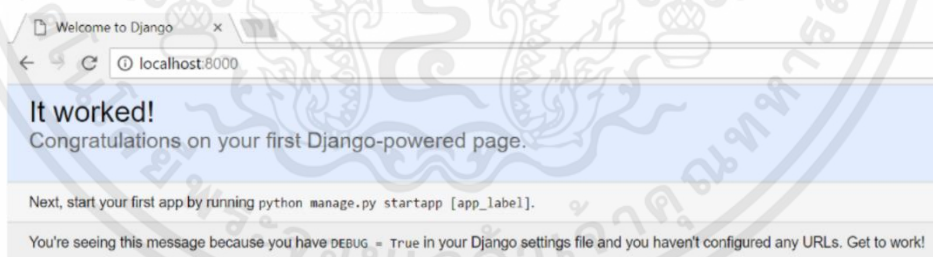 Welcome to Django
localhost:8000
It worked!
Congratulations on your first Django-powered page.
Next, start your first app by running python manage.py startapp [app_label].
You're seeing this message because you have DEBUG = True in your Django settings file and you haven't configured any URLs. Get to work!